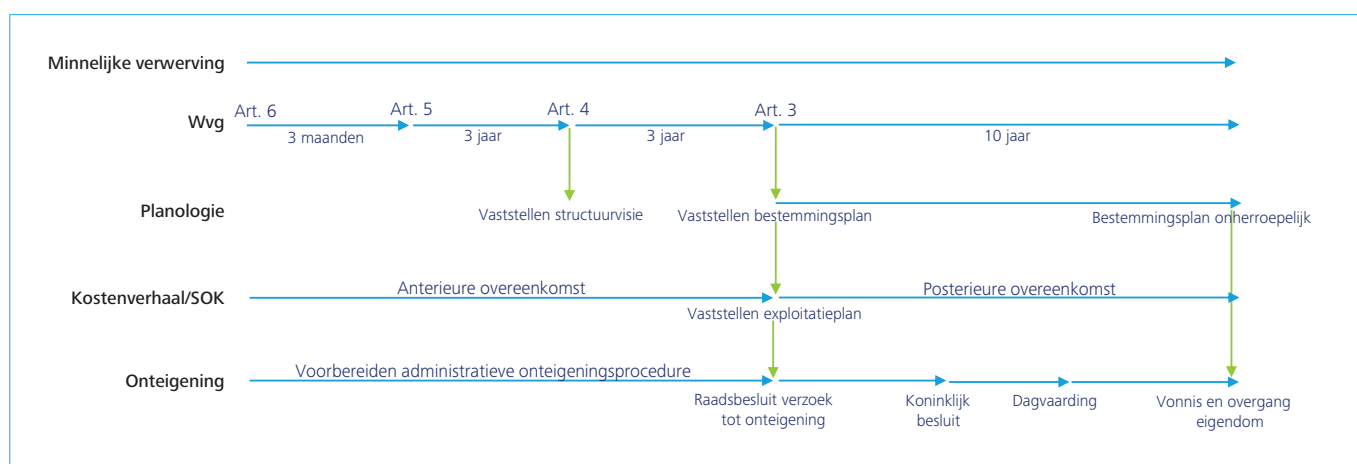 Minnelijke verwerving
Wvg
Art. 6
Art. 5
Art. 4
Art. 3
3 maanden
3 jaar
3 jaar
10 jaar
Planologie
Vaststellen structuurvisie
Vaststellen bestemmingsplan
Bestemmingsplan onherroepelijk
Kostenverhaal/SOK
Anterieure overeenkomst
Posterieure overeenkomst
Vaststellen exploitatieplan
Onteigening
Voorbereiden administratieve onteigeningsprocedure
Raadsbesluit verzoek
tot onteigening
Koninklijk
besluit
Dagvaarding
Vonnis en overgang
eigendom